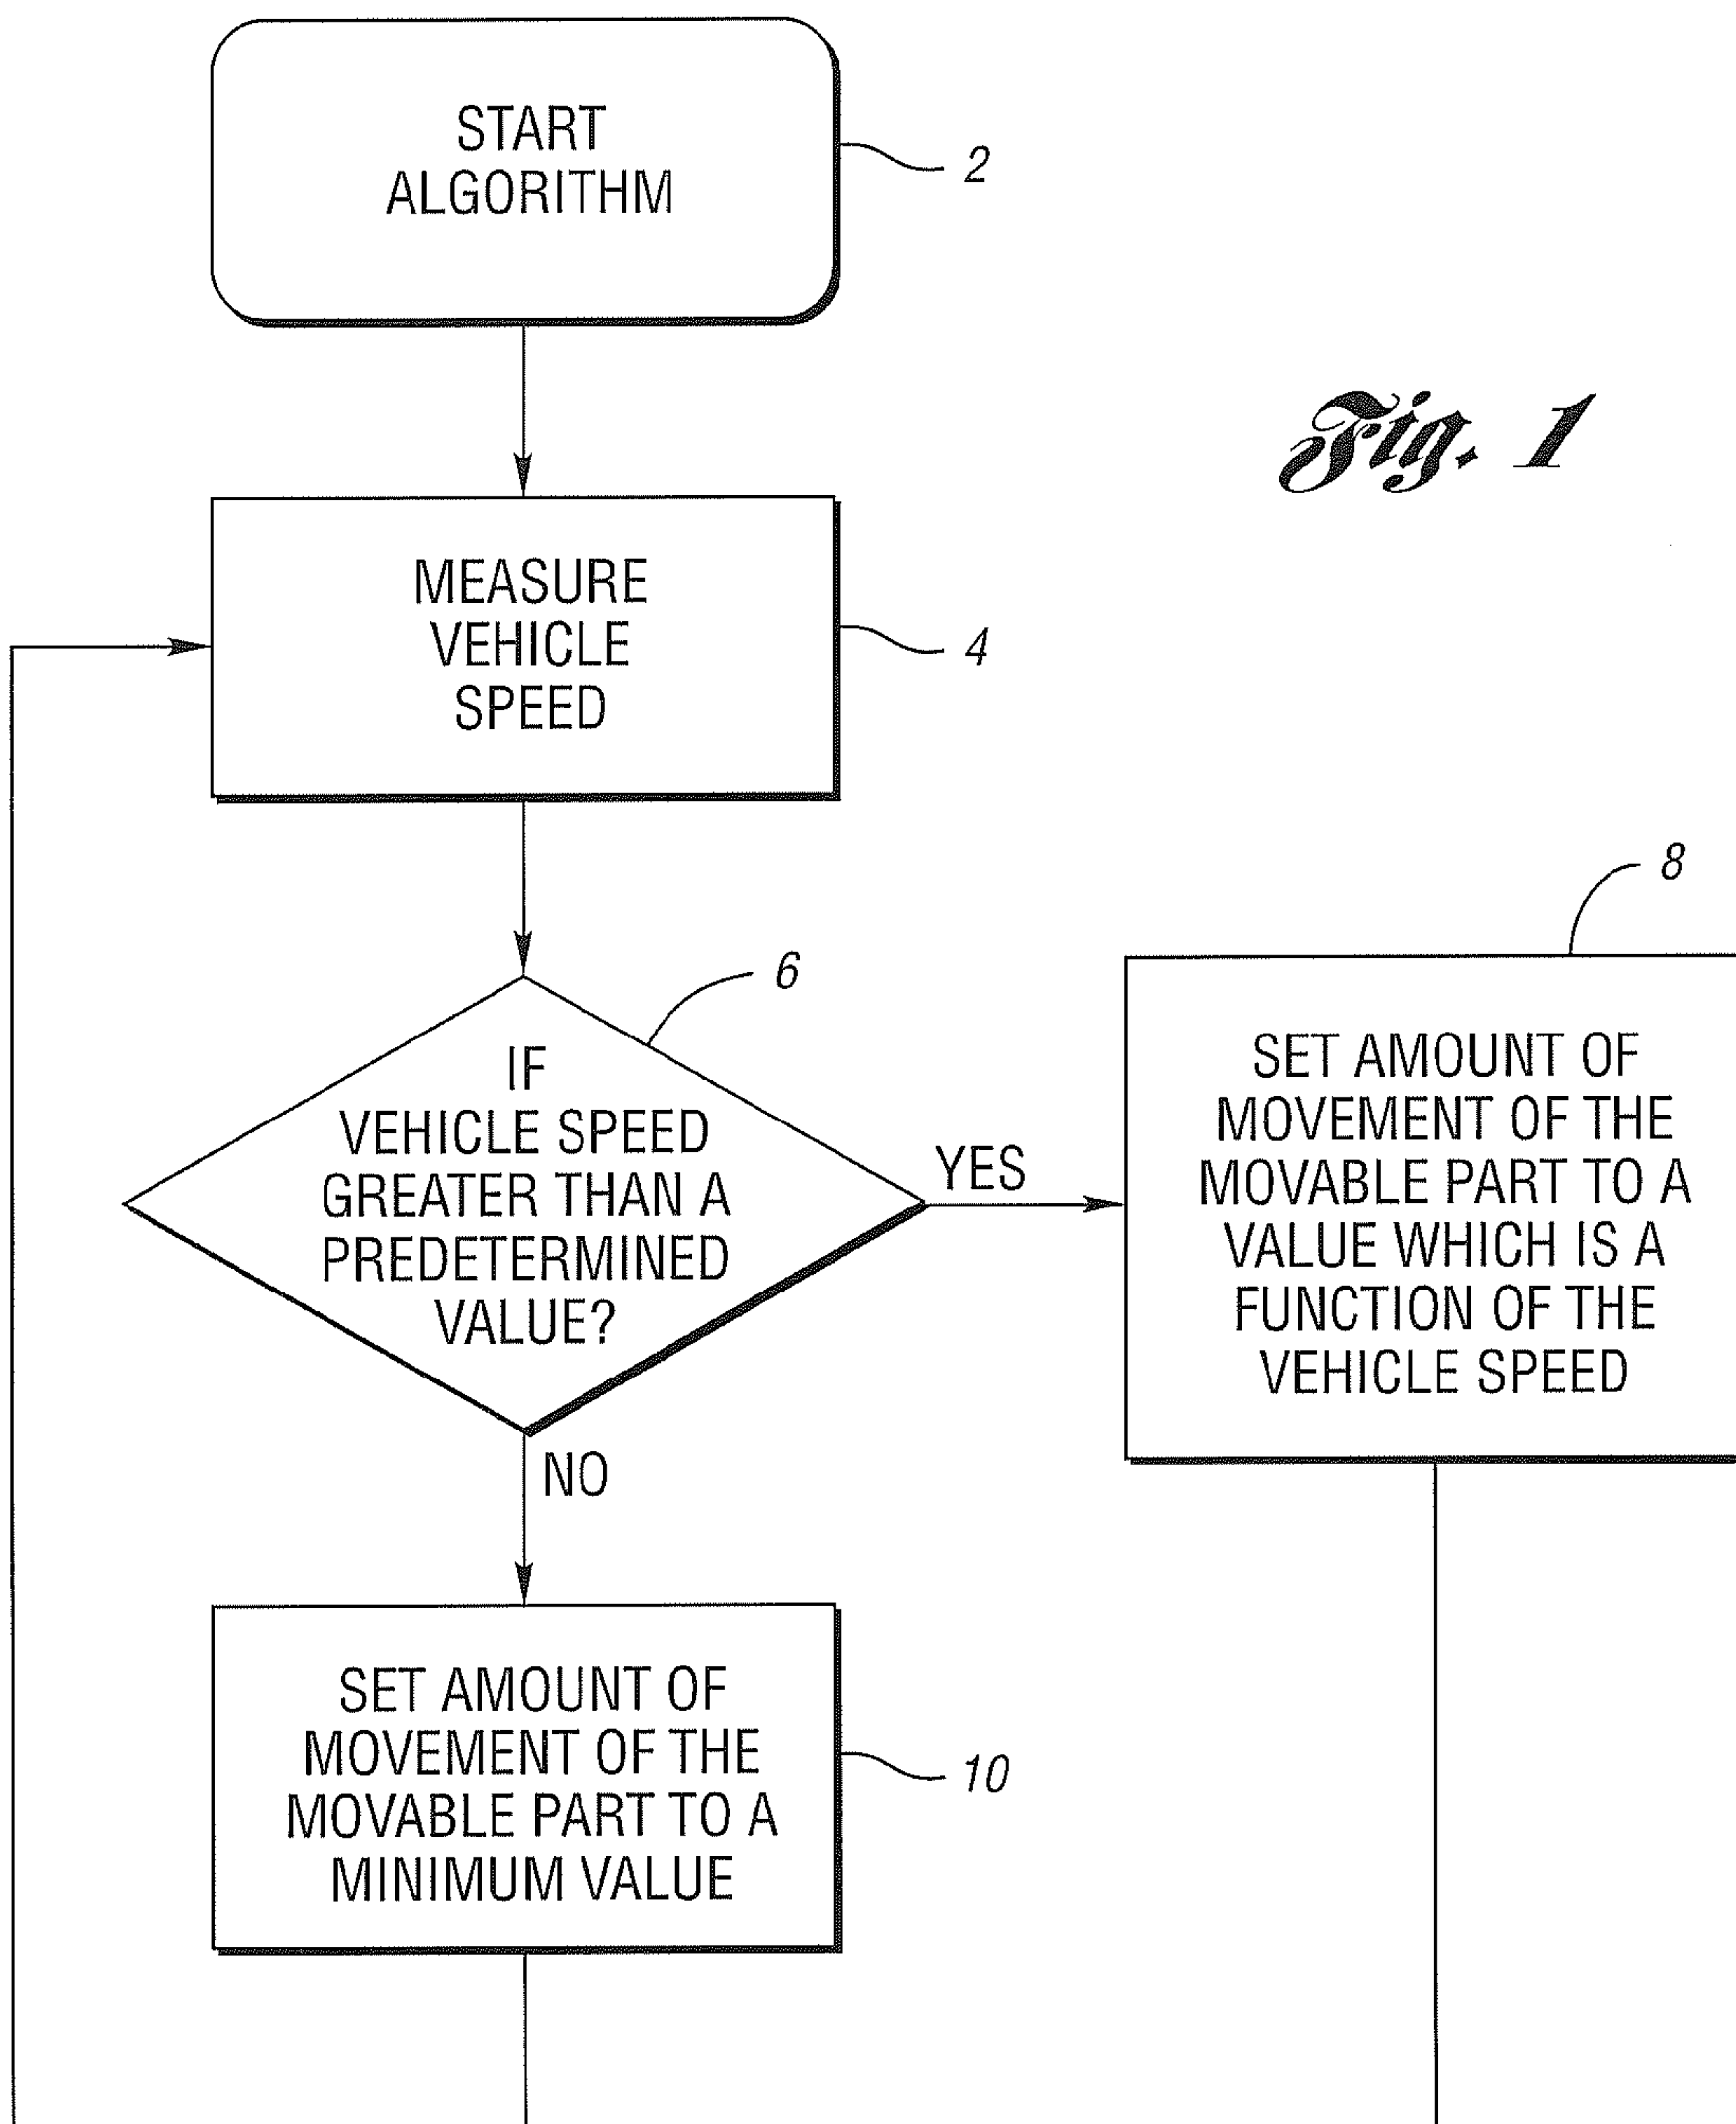 START
ALGORITHM
2
Fig. 1
MEASURE
VEHICLE
SPEED
4
IF
VEHICLE SPEED
GREATER THAN A
PREDETERMINED
VALUE?
6
YES
8
SET AMOUNT OF
MOVEMENT OF THE
MOVABLE PART TO A
VALUE WHICH IS A
FUNCTION OF THE
VEHICLE SPEED
NO
SET AMOUNT OF
MOVEMENT OF THE
MOVABLE PART TO A
MINIMUM VALUE
10